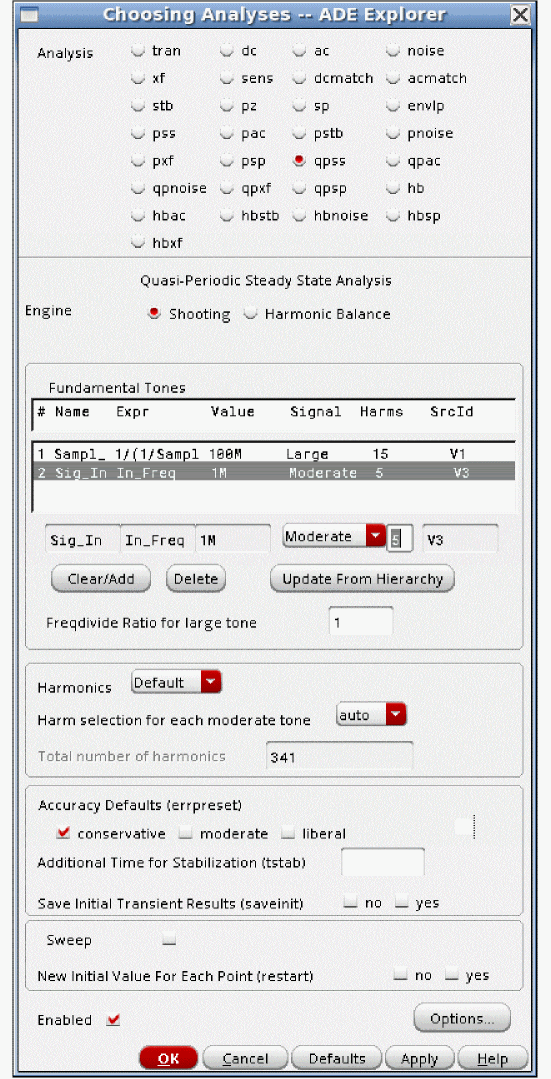 Choosing Analyses -- ADE Explorer
Analysis tran dc ac noise
xf sens dcmatch acmatch
stb pz sp envlp
pss pac pstb pnoise
pxf psp qpss qpac
qpnoise qpxf qpsp hb
hbac hbstb hbnoise hbsp
hbxf
Quasi-Periodic Steady State Analysis
Engine Shooting Harmonic Balance
Fundamental Tones
# Name Expr Value Signal Harms SrcId
1 Sampl_ 1/(1/Sampl 100M Large 15 V1
2 Sig_In In_Freq 1M Moderate 5 V3
Sig_In In_Freq 1M Moderate 5 V3
Clear/Add Delete Update From Hierarchy
Freqdivide Ratio for large tone 1
Harmonics Default
Harm selection for each moderate tone auto
Total number of harmonics 341
Accuracy Defaults (errpreset)
conservative moderate liberal
Additional Time for Stabilization (tstab)
Save Initial Transient Results (saveinit) no yes
Sweep
New Initial Value For Each Point (restart) no yes
Enabled Options...
OK Cancel Defaults Apply Help